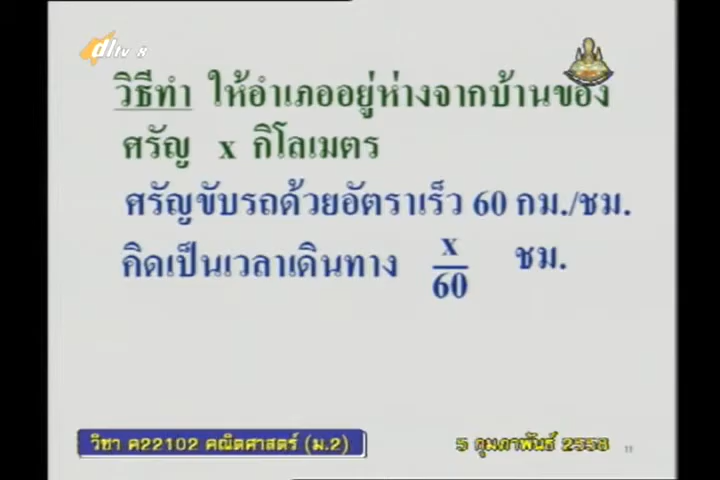 dltv 8
วิธีทำ ให้อำเภออยู่ห่างจากบ้านของ
ศรัญ x กิโลเมตร
ศรัญขับรถด้วยอัตราเร็ว 60 กม./ชม.
คิดเป็นเวลาเดินทาง x/60 ชม.
วิชา ค22102 คณิตศาสตร์ (ม.2) 5 กุมภาพันธ์ 2558 11